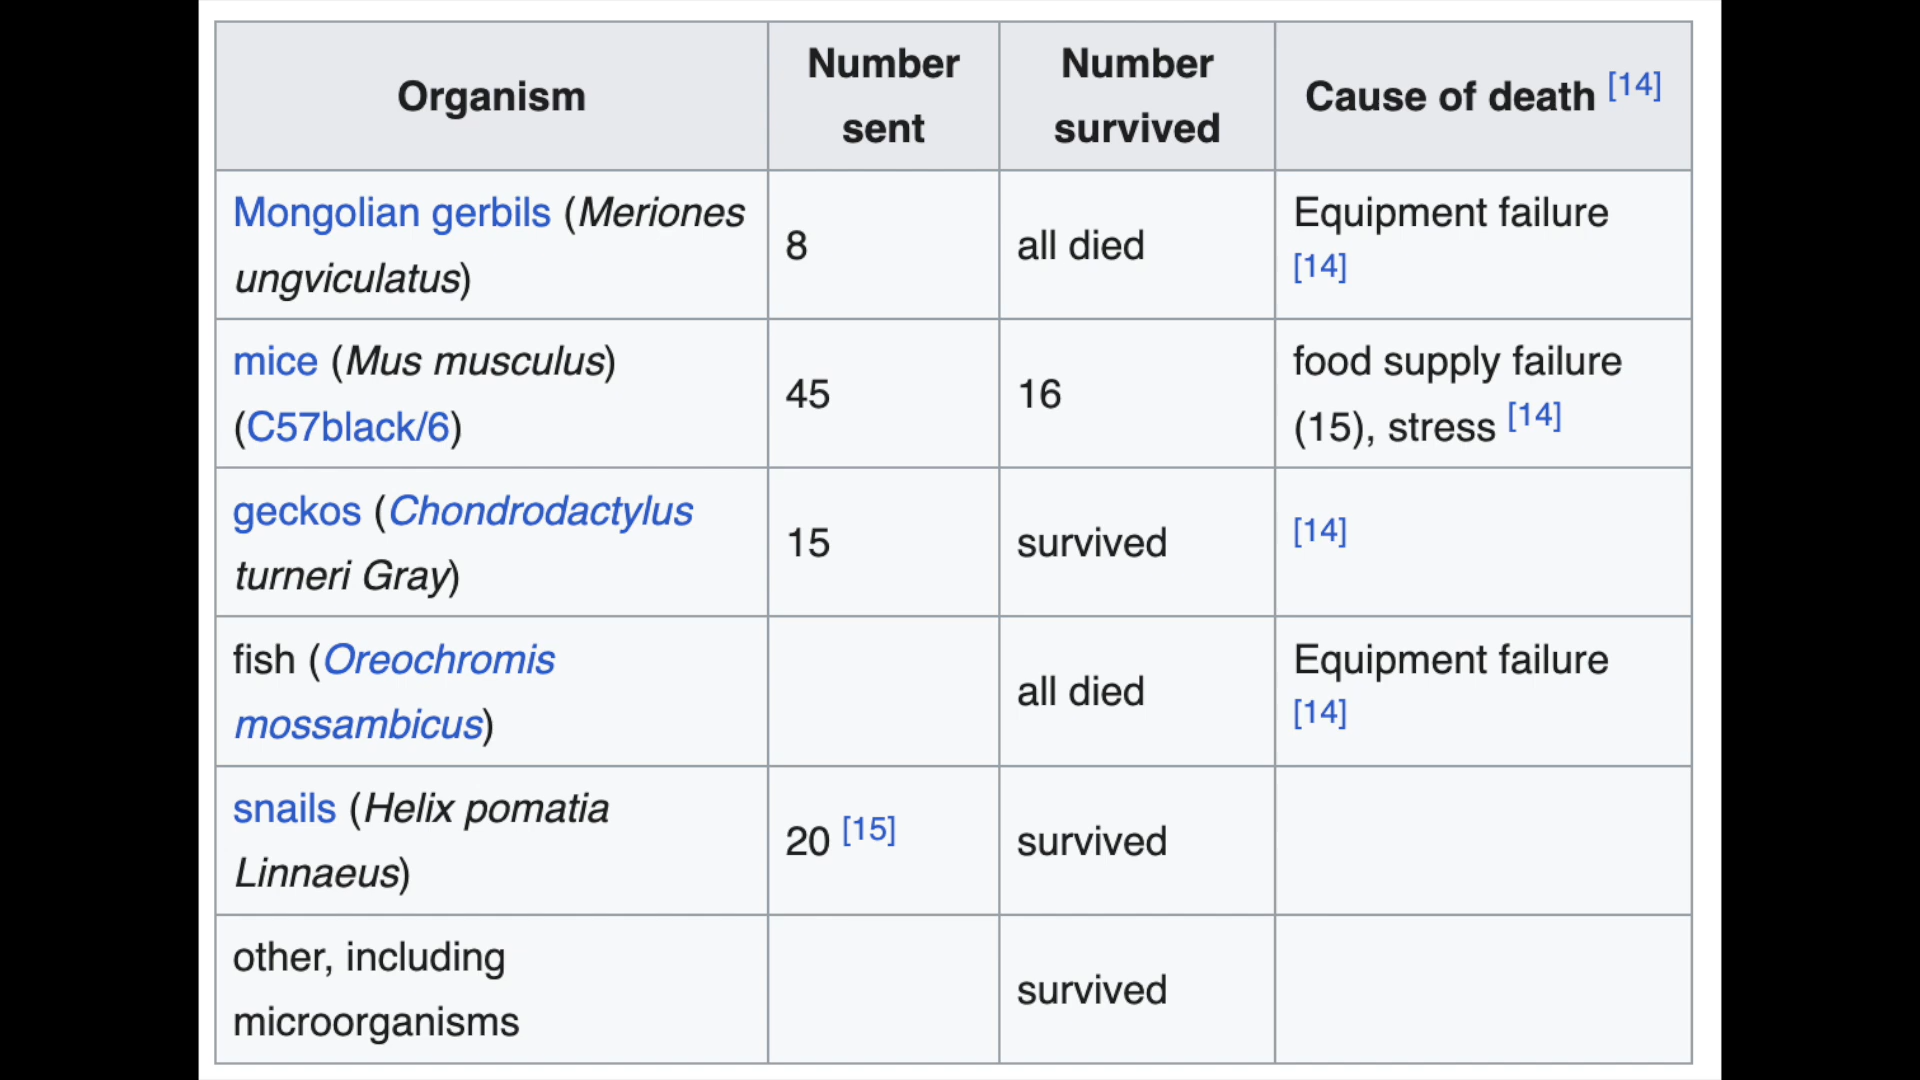 Organism
Number
sent
Number
survived
Cause of death [14]
Mongolian gerbils (Meriones
ungviculatus)
8
all died
Equipment failure
[14]
mice (Mus musculus)
(C57black/6)
45
16
food supply failure
(15), stress [14]
geckos (Chondrodactylus
turneri Gray)
15
survived
[14]
fish (Oreochromis
mossambicus)
all died
Equipment failure
[14]
snails (Helix pomatia
Linnaeus)
20 [15]
survived
other, including
microorganisms
survived